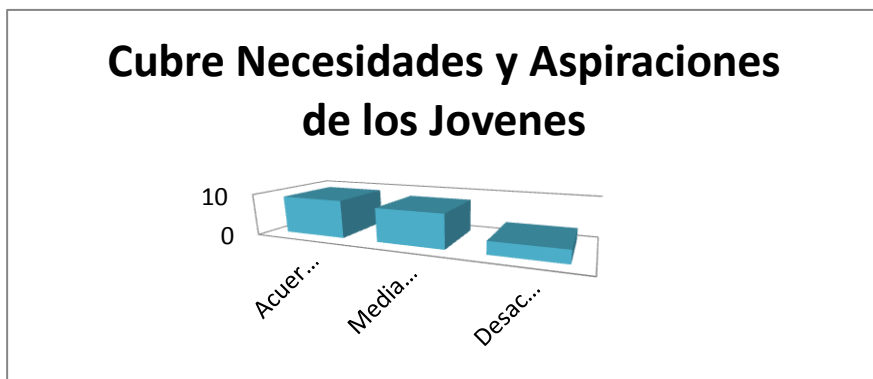 Cubre Necesidades y Aspiraciones
de los Jovenes
10
0
Acuer...
Media...
Desac...